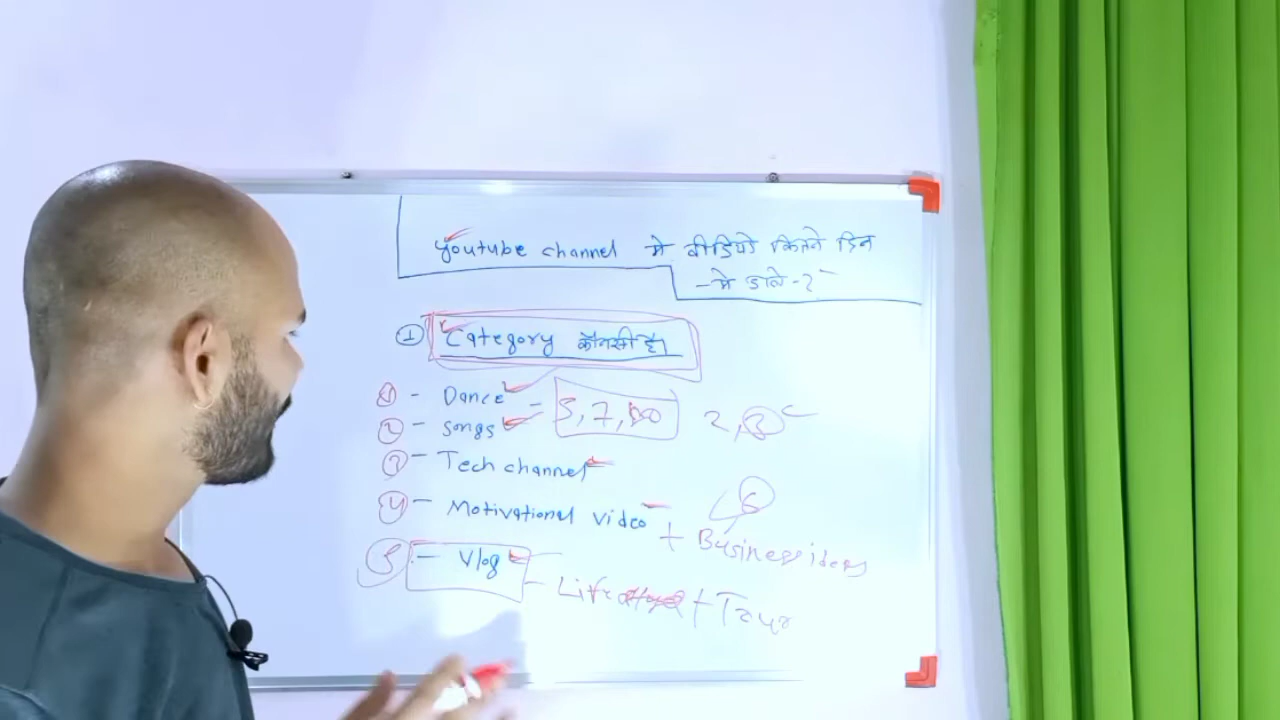 Youtube channel मे वीडियो कितने दिन
-मे डाले-?
① Category कौनसी है।
① - Dance
② - songs
- 5, 7, 10
2, 3
③ - Tech channel
④ - Motivational video
+ Business ideas
6
5 - Vlog
- Life + Tour